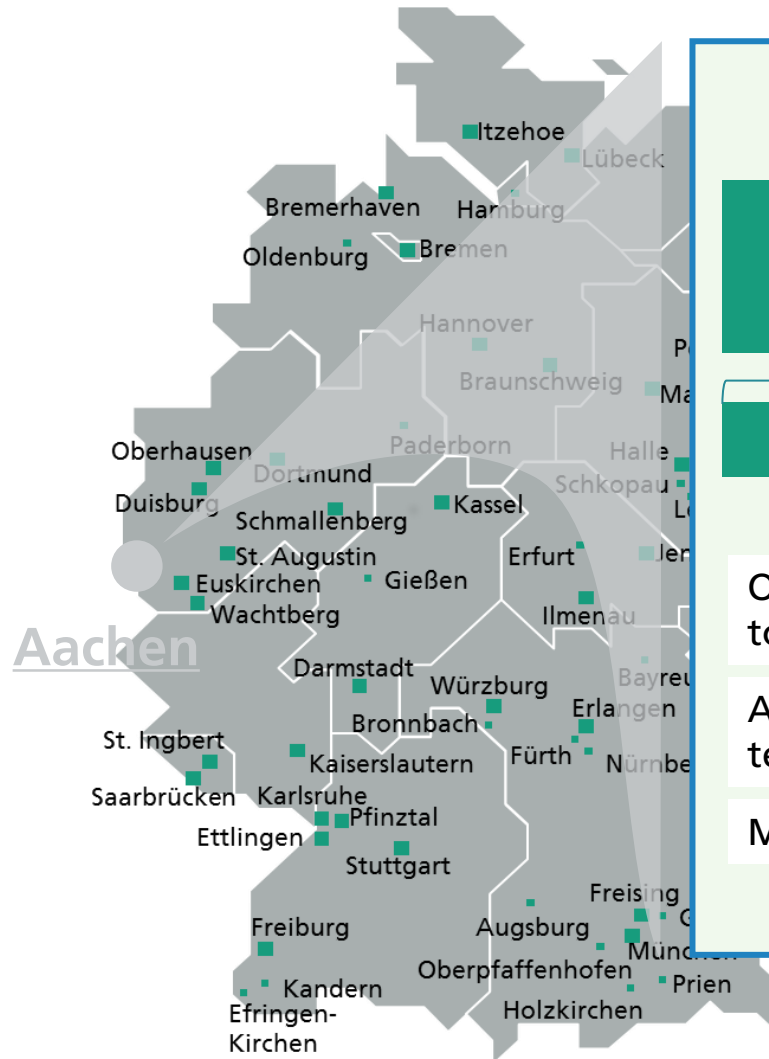 Itzehoe
Lübeck
Bremerhaven
Hamburg
Oldenburg
Bremen
Hannover
Braunschweig
Oberhausen
Paderborn
Halle
Dortmund
Schkopau
Duisburg
Schmallenberg
Kassel
St. Augustin
Erfurt
Euskirchen
Gießen
Wachtberg
Ilmenau
Aachen
Darmstadt
Würzburg
Erlangen
Bronnbach
St. Ingbert
Fürth
Kaiserslautern
Saarbrücken
Karlsruhe
Pfinztal
Ettlingen
Stuttgart
Freising
Freiburg
Augsburg
München
Oberpfaffenhofen
Prien
Kandern
Holzkirchen
Efringen-
Kirchen